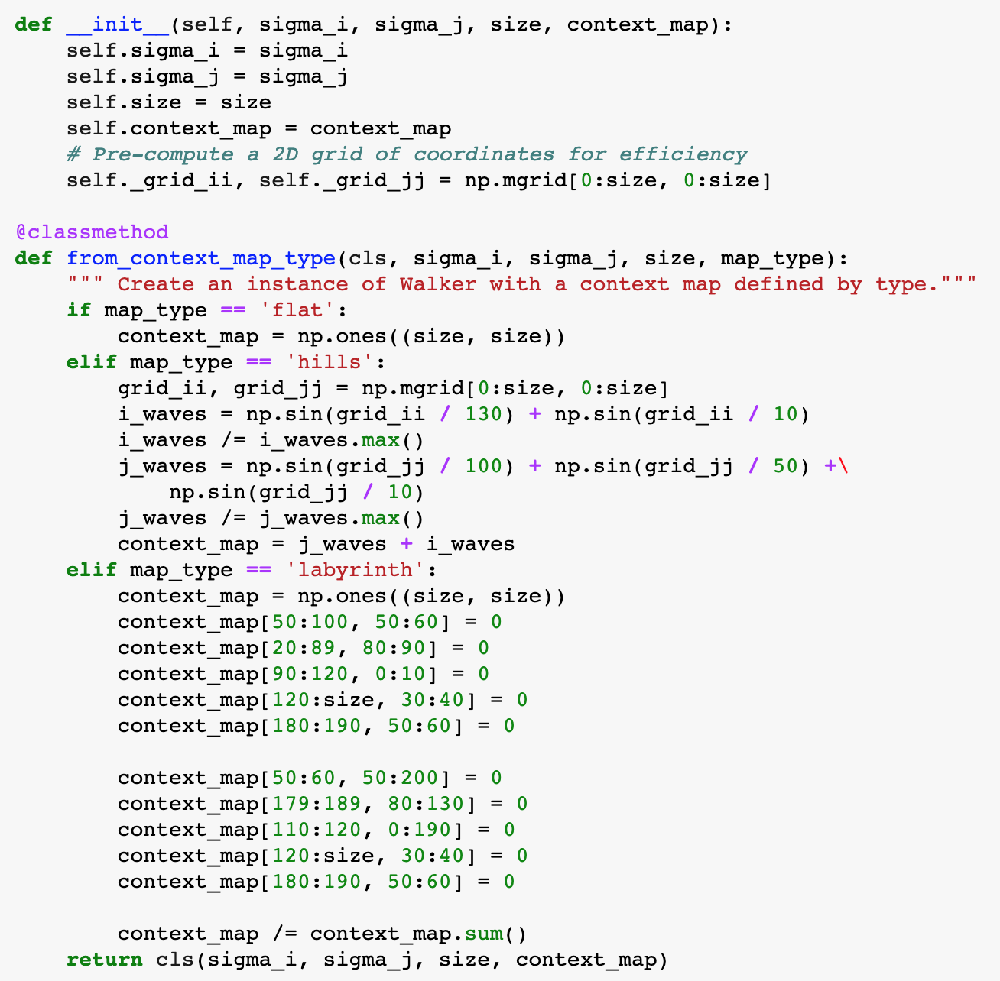 def __init__(self, sigma_i, sigma_j, size, context_map):
    self.sigma_i = sigma_i
    self.sigma_j = sigma_j
    self.size = size
    self.context_map = context_map
    # Pre-compute a 2D grid of coordinates for efficiency
    self._grid_ii, self._grid_jj = np.mgrid[0:size, 0:size]

@classmethod
def from_context_map_type(cls, sigma_i, sigma_j, size, map_type):
    """ Create an instance of Walker with a context map defined by type."""
    if map_type == 'flat':
        context_map = np.ones((size, size))
    elif map_type == 'hills':
        grid_ii, grid_jj = np.mgrid[0:size, 0:size]
        i_waves = np.sin(grid_ii / 130) + np.sin(grid_ii / 10)
        i_waves /= i_waves.max()
        j_waves = np.sin(grid_jj / 100) + np.sin(grid_jj / 50) +\
            np.sin(grid_jj / 10)
        j_waves /= j_waves.max()
        context_map = j_waves + i_waves
    elif map_type == 'labyrinth':
        context_map = np.ones((size, size))
        context_map[50:100, 50:60] = 0
        context_map[20:89, 80:90] = 0
        context_map[90:120, 0:10] = 0
        context_map[120:size, 30:40] = 0
        context_map[180:190, 50:60] = 0

        context_map[50:60, 50:200] = 0
        context_map[179:189, 80:130] = 0
        context_map[110:120, 0:190] = 0
        context_map[120:size, 30:40] = 0
        context_map[180:190, 50:60] = 0

        context_map /= context_map.sum()
    return cls(sigma_i, sigma_j, size, context_map)